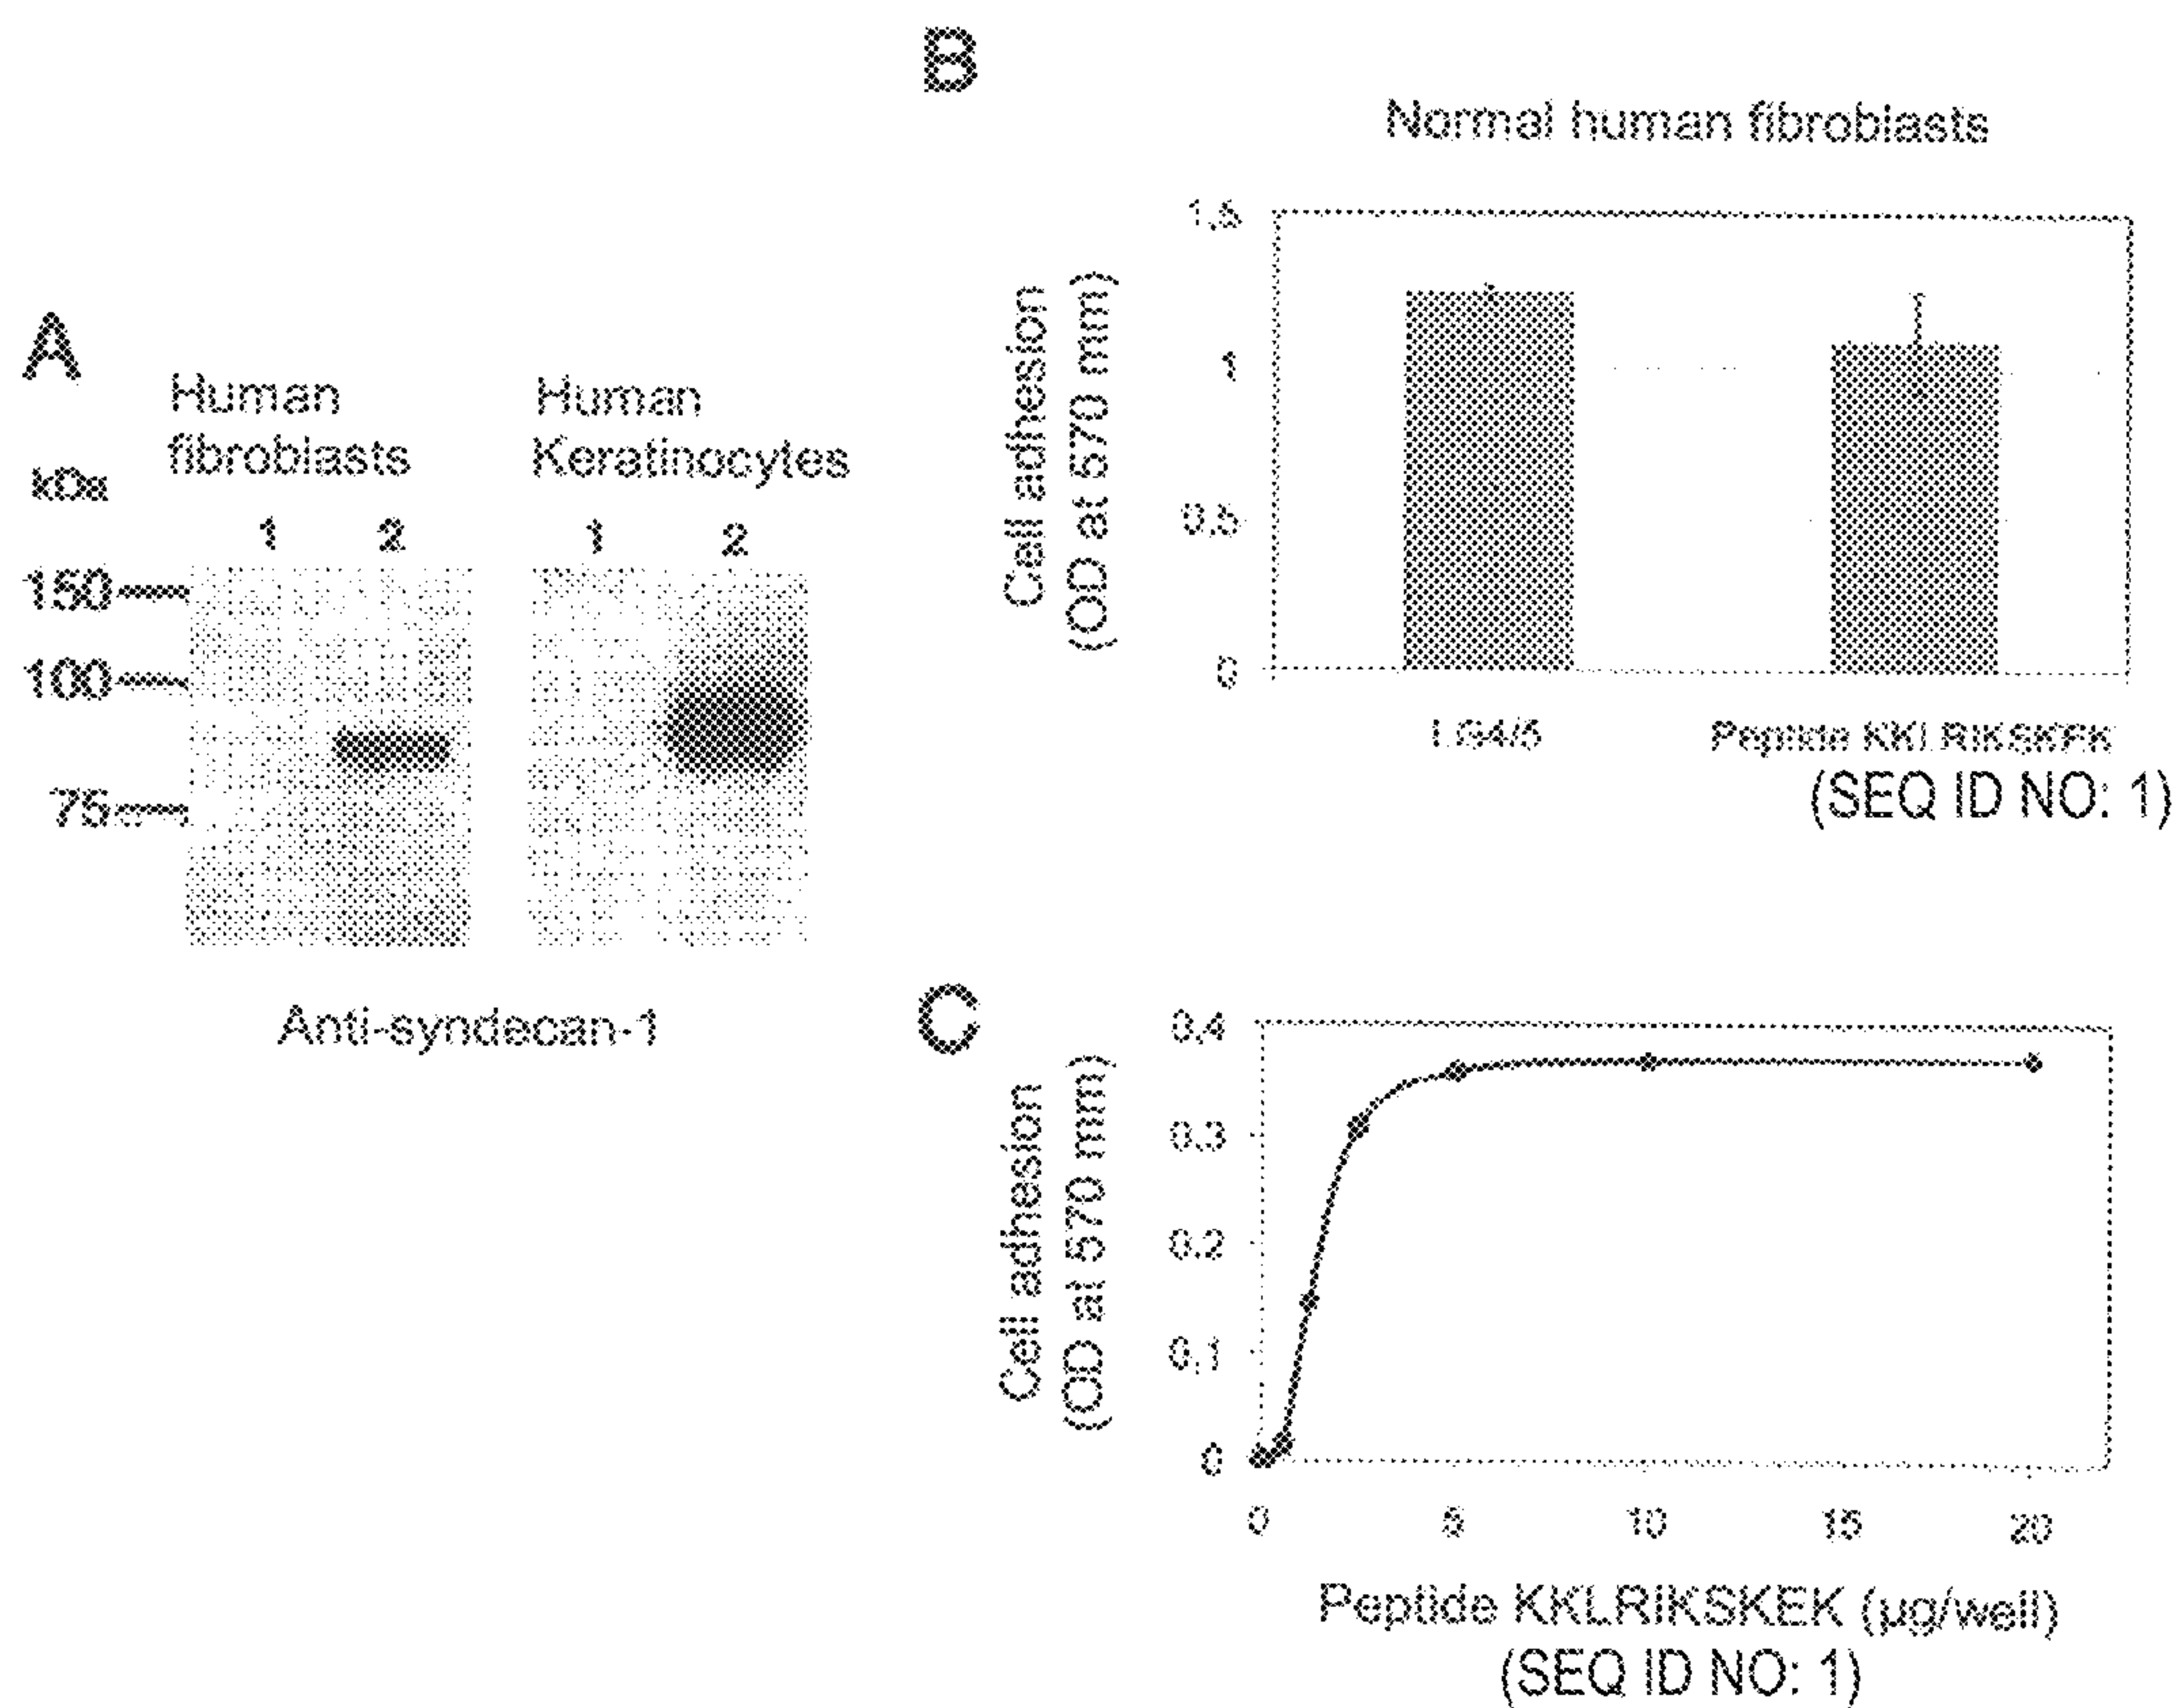 A
Human
fibroblasts
Human
Keratinocytes
kDa
1 2 1 2
150
100
75
Anti-syndecan-1
B
Normal human fibroblasts
Cell adhesion
(OD at 570 mm)
1,5
1
0,5
0
LG4/5
Peptide KKLRIKSKEK
(SEQ ID NO: 1)
C
Cell adhesion
(OD at 570 mm)
0,4
0,3
0,2
0,1
0
0 5 10 15 20
Peptide KKLRIKSKEK (µg/well)
(SEQ ID NO: 1)